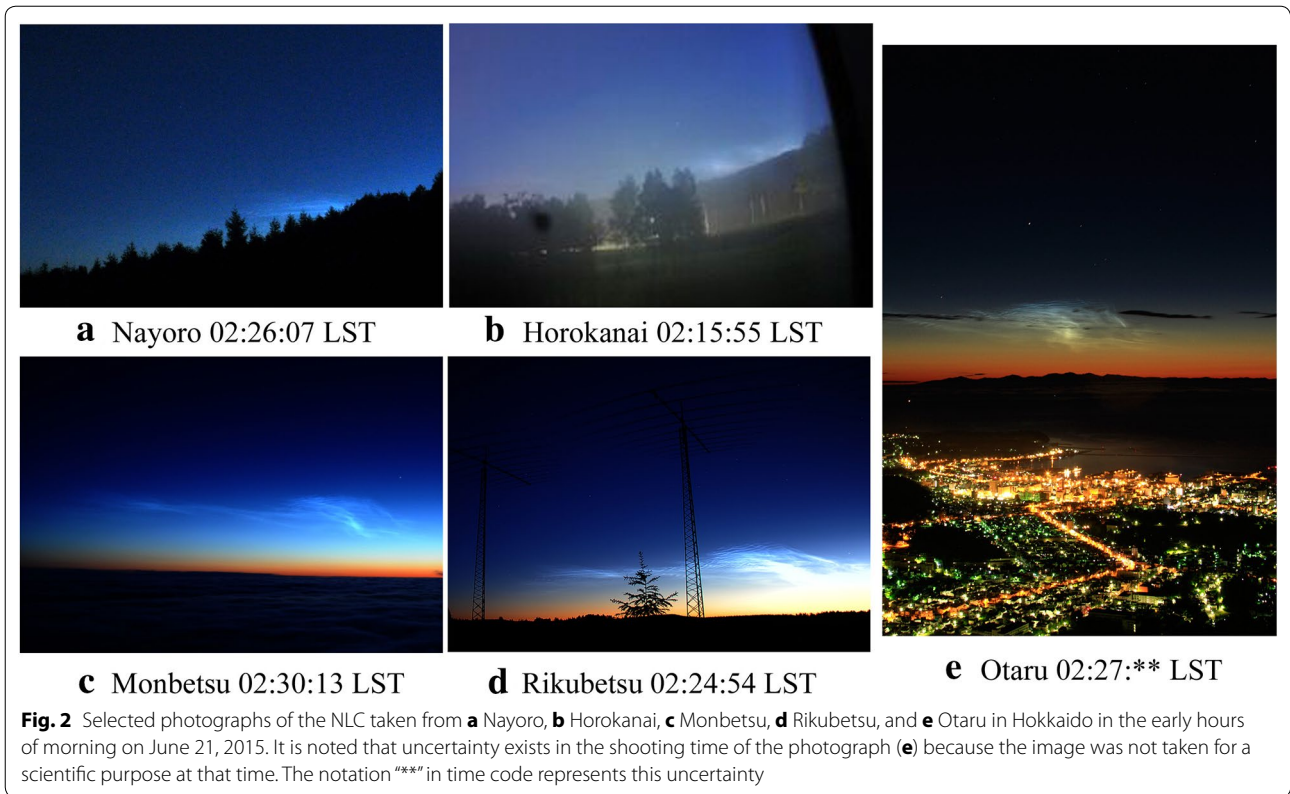 a Nayoro 02:26:07 LST
b Horokanai 02:15:55 LST
c Monbetsu 02:30:13 LST
d Rikubetsu 02:24:54 LST
e Otaru 02:27:** LST
Fig. 2 Selected photographs of the NLC taken from a Nayoro, b Horokanai, c Monbetsu, d Rikubetsu, and e Otaru in Hokkaido in the early hours
of morning on June 21, 2015. It is noted that uncertainty exists in the shooting time of the photograph (e) because the image was not taken for a
scientific purpose at that time. The notation “**” in time code represents this uncertainty